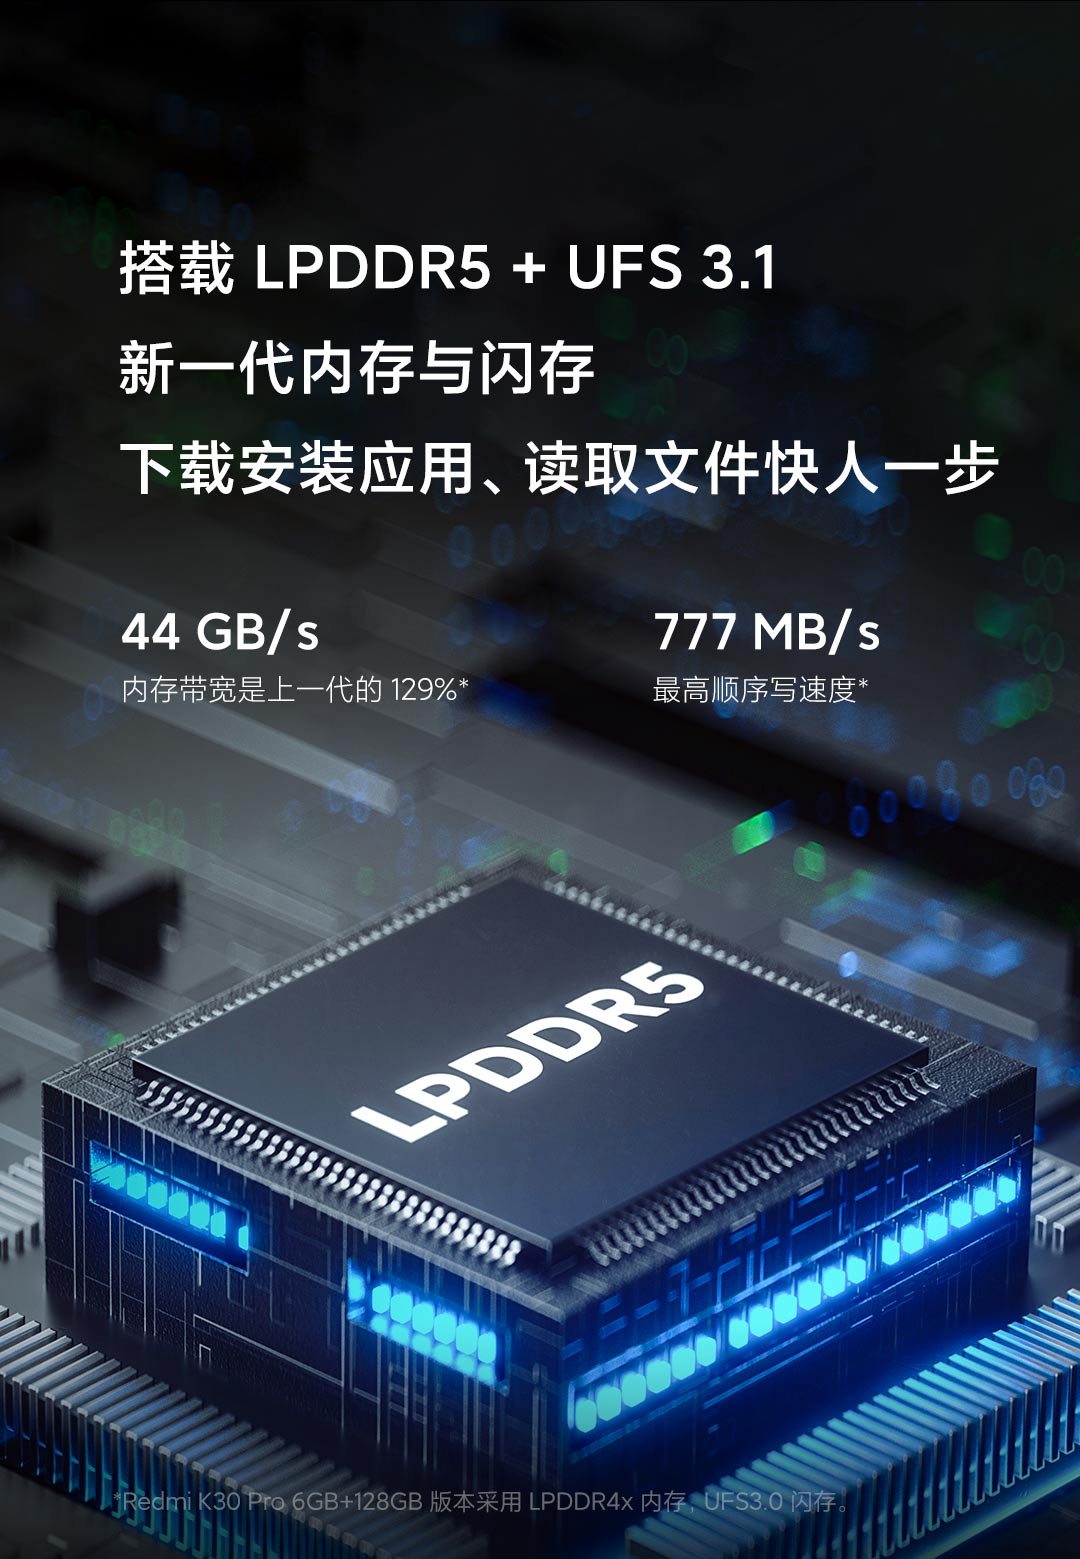 搭载 LPDDR5 + UFS 3.1
新一代内存与闪存
下载安装应用、读取文件快人一步
44 GB/s
内存带宽是上一代的 129%*
777 MB/s
最高顺序写速度*
LPDDR5
*Redmi K30 Pro 6GB+128GB 版本采用 LPDDR4x 内存，UFS3.0 闪存。